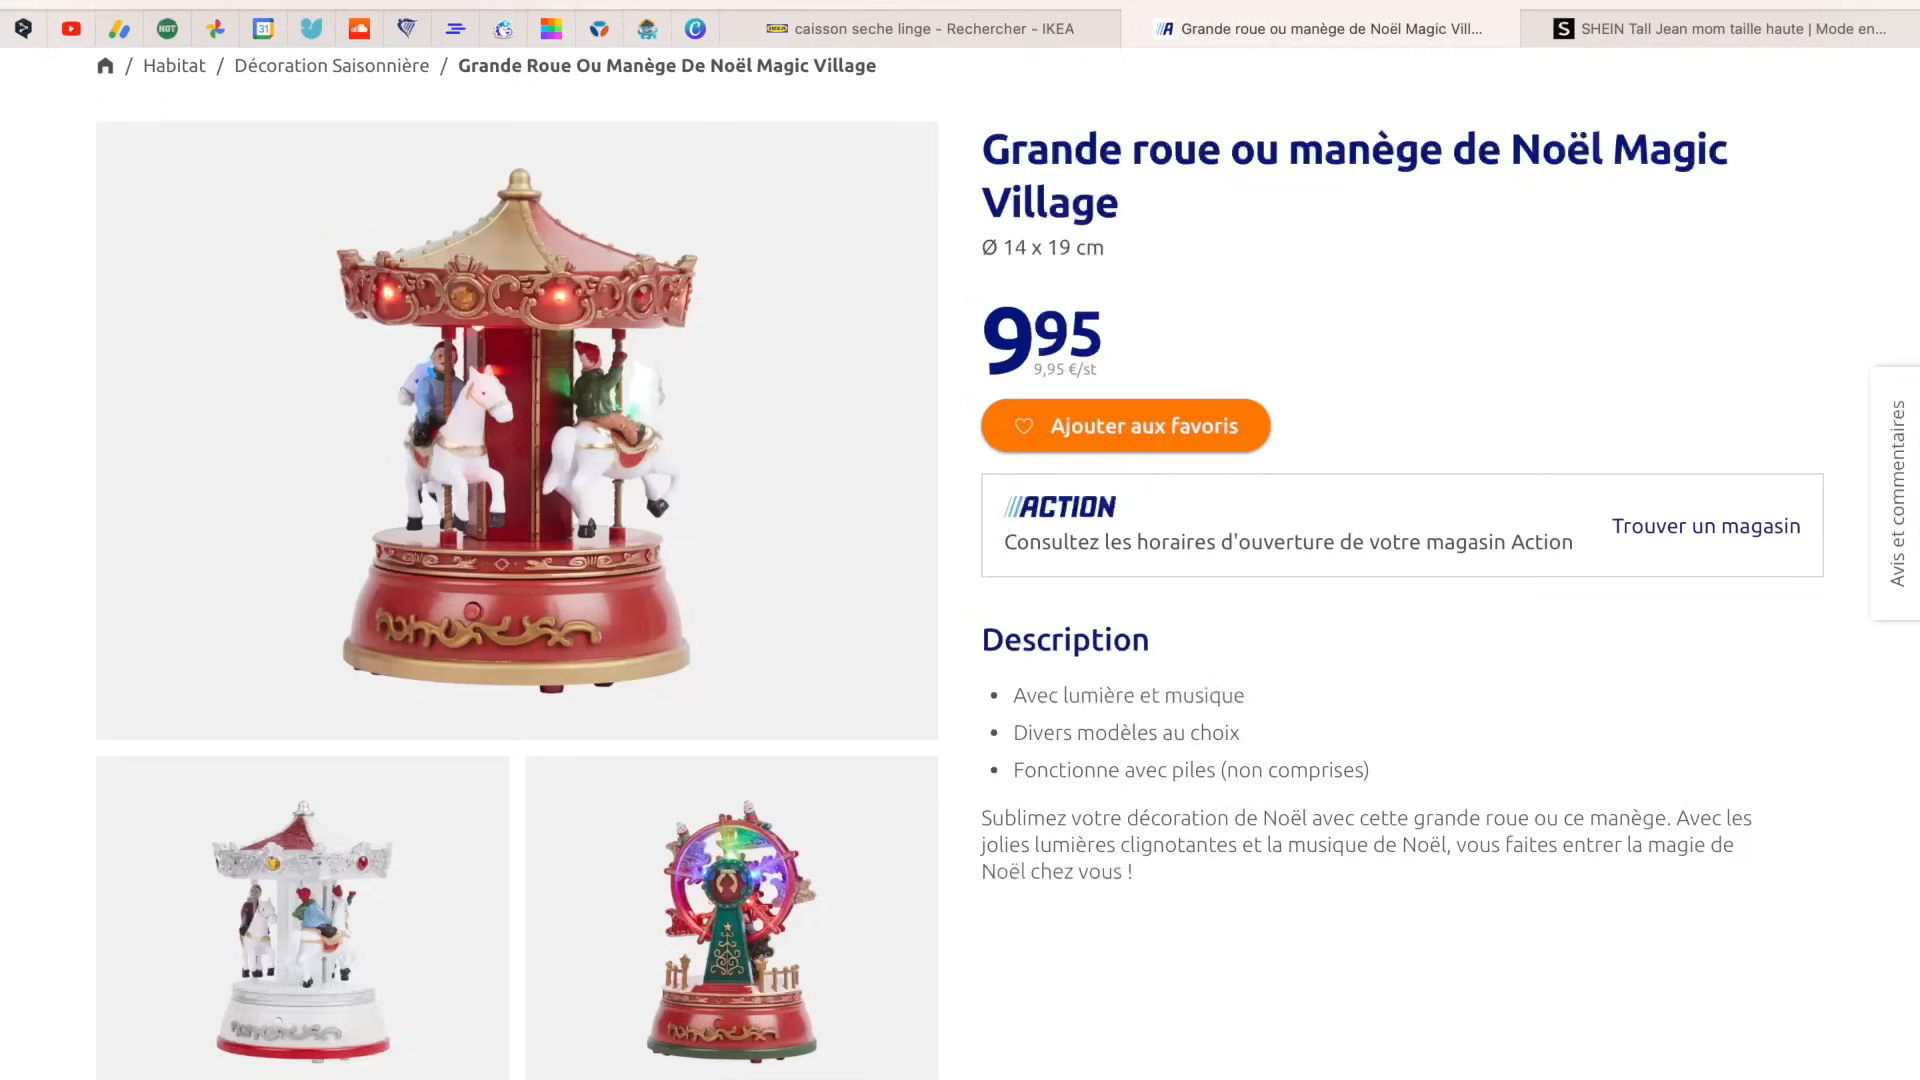 HOT
31
IKEA caisson seche linge - Rechercher - IKEA
Grande roue ou manège de Noël Magic Vill...
S SHEIN Tall Jean mom taille haute | Mode en...
/ Habitat / Décoration Saisonnière / Grande Roue Ou Manège De Noël Magic Village
Grande roue ou manège de Noël Magic
Village
Ø 14 x 19 cm
9 95
9,95 €/st
Ajouter aux favoris
ACTION
Consultez les horaires d'ouverture de votre magasin Action
Trouver un magasin
Avis et commentaires
Description
• Avec lumière et musique
• Divers modèles au choix
• Fonctionne avec piles (non comprises)
Sublimez votre décoration de Noël avec cette grande roue ou ce manège. Avec les
jolies lumières clignotantes et la musique de Noël, vous faites entrer la magie de
Noël chez vous !